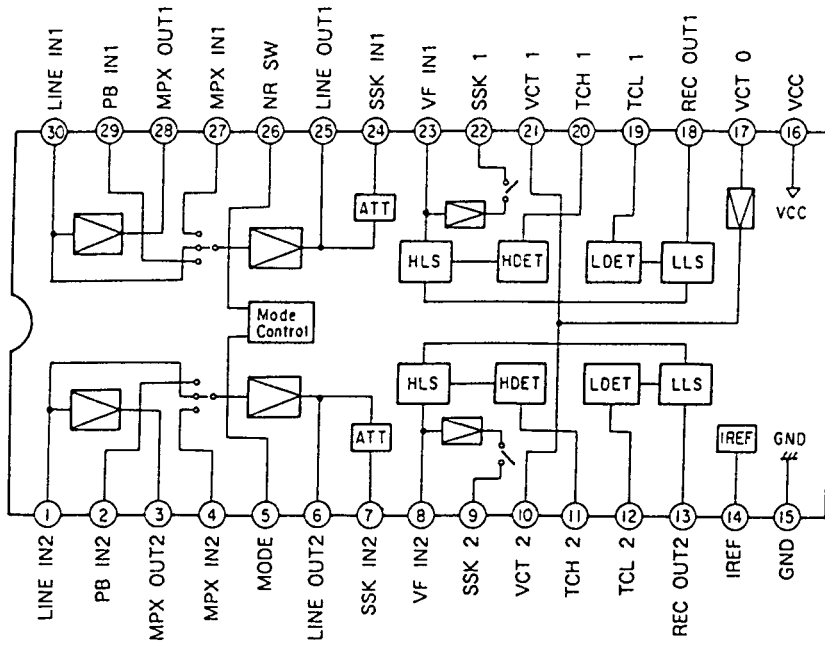 LINE IN1
PB IN1
MPX OUT1
MPX IN1
NR SW
LINE OUT1
SSK IN1
VF IN1
SSK 1
VCT 1
TCH 1
TCL 1
REC OUT1
VCT 0
VCC
30 29 28 27 26 25 24 23 22 21 20 19 18 17 16
ATT
VCC
HLS HDET LDET LLS
Mode
Control
HLS HDET LDET LLS
ATT
IREF GND
1 2 3 4 5 6 7 8 9 10 11 12 13 14 15
LINE IN2
PB IN2
MPX OUT2
MPX IN2
MODE
LINE OUT2
SSK IN2
VF IN2
SSK 2
VCT 2
TCH 2
TCL 2
REC OUT2
IREF
GND